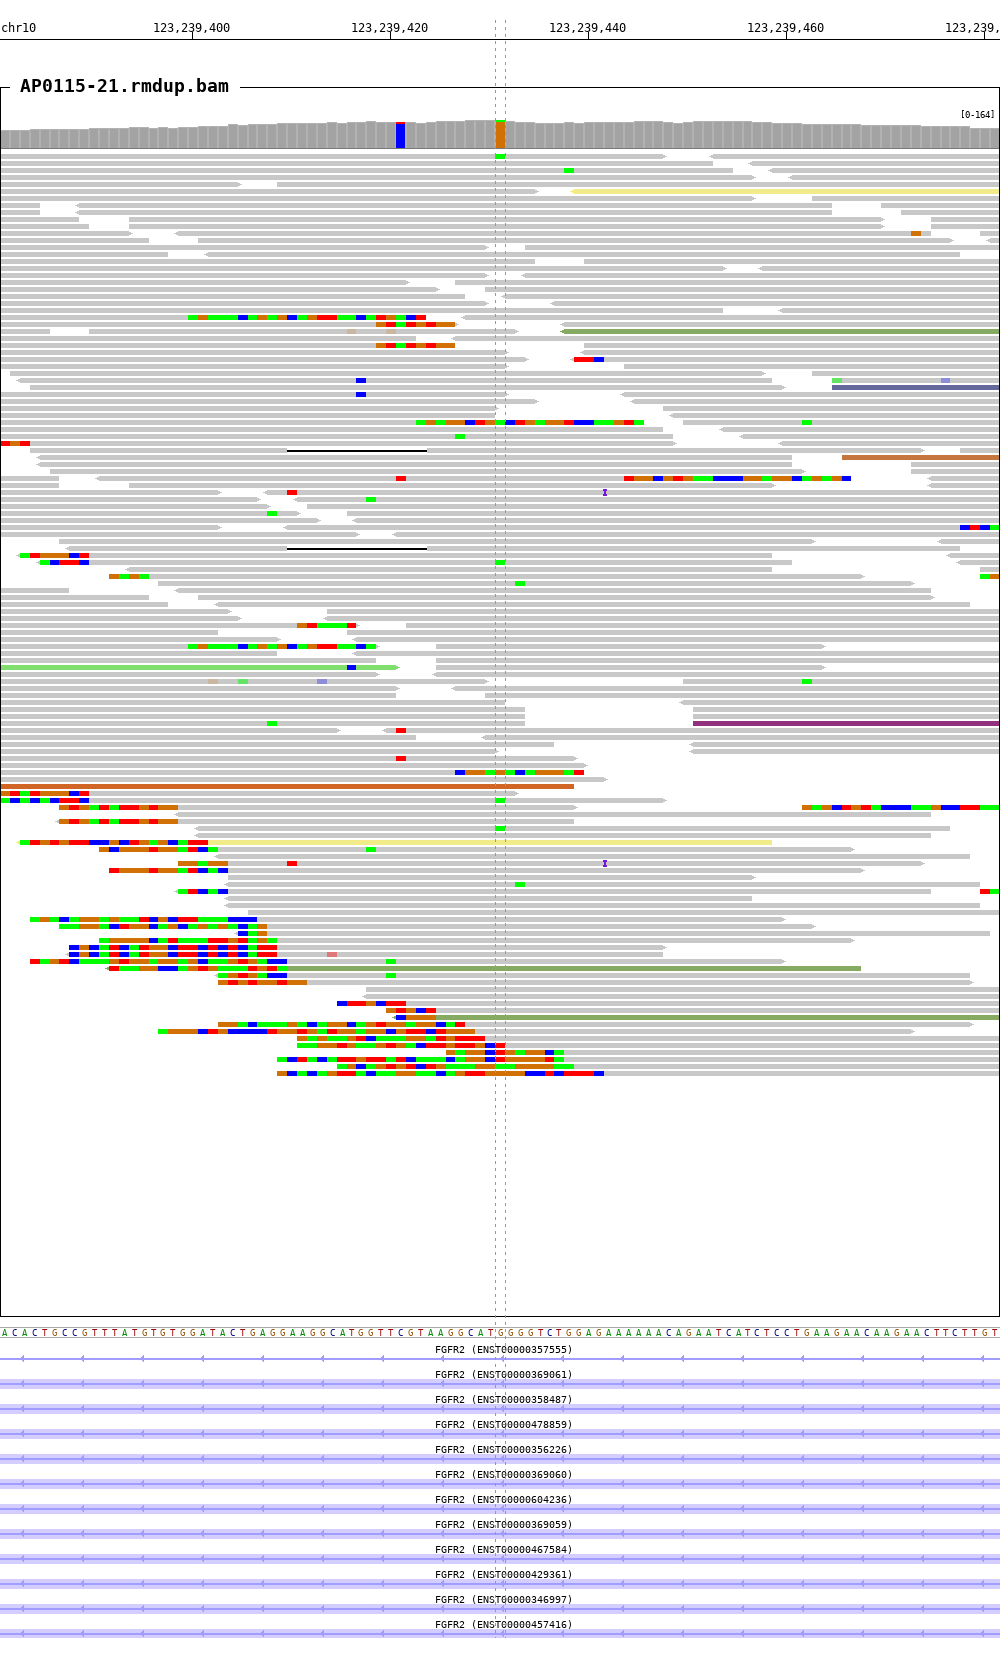 chr10 123,239,400 123,239,420 123,239,440 123,239,460 123,239,
AP0115-21.rmdup.bam
[0-164]
ACACTGCCGTTTATGTGTGGATACTGAGGAAGGCATGGTTCGTAAGGCATGGGGTCTGGAGAAAAAACAGAATCATCTCCTGAAGAACAAGAACTTCTTGT
FGFR2 (ENST00000357555)
FGFR2 (ENST00000369061)
FGFR2 (ENST00000358487)
FGFR2 (ENST00000478859)
FGFR2 (ENST00000356226)
FGFR2 (ENST00000369060)
FGFR2 (ENST00000604236)
FGFR2 (ENST00000369059)
FGFR2 (ENST00000467584)
FGFR2 (ENST00000429361)
FGFR2 (ENST00000346997)
FGFR2 (ENST00000457416)